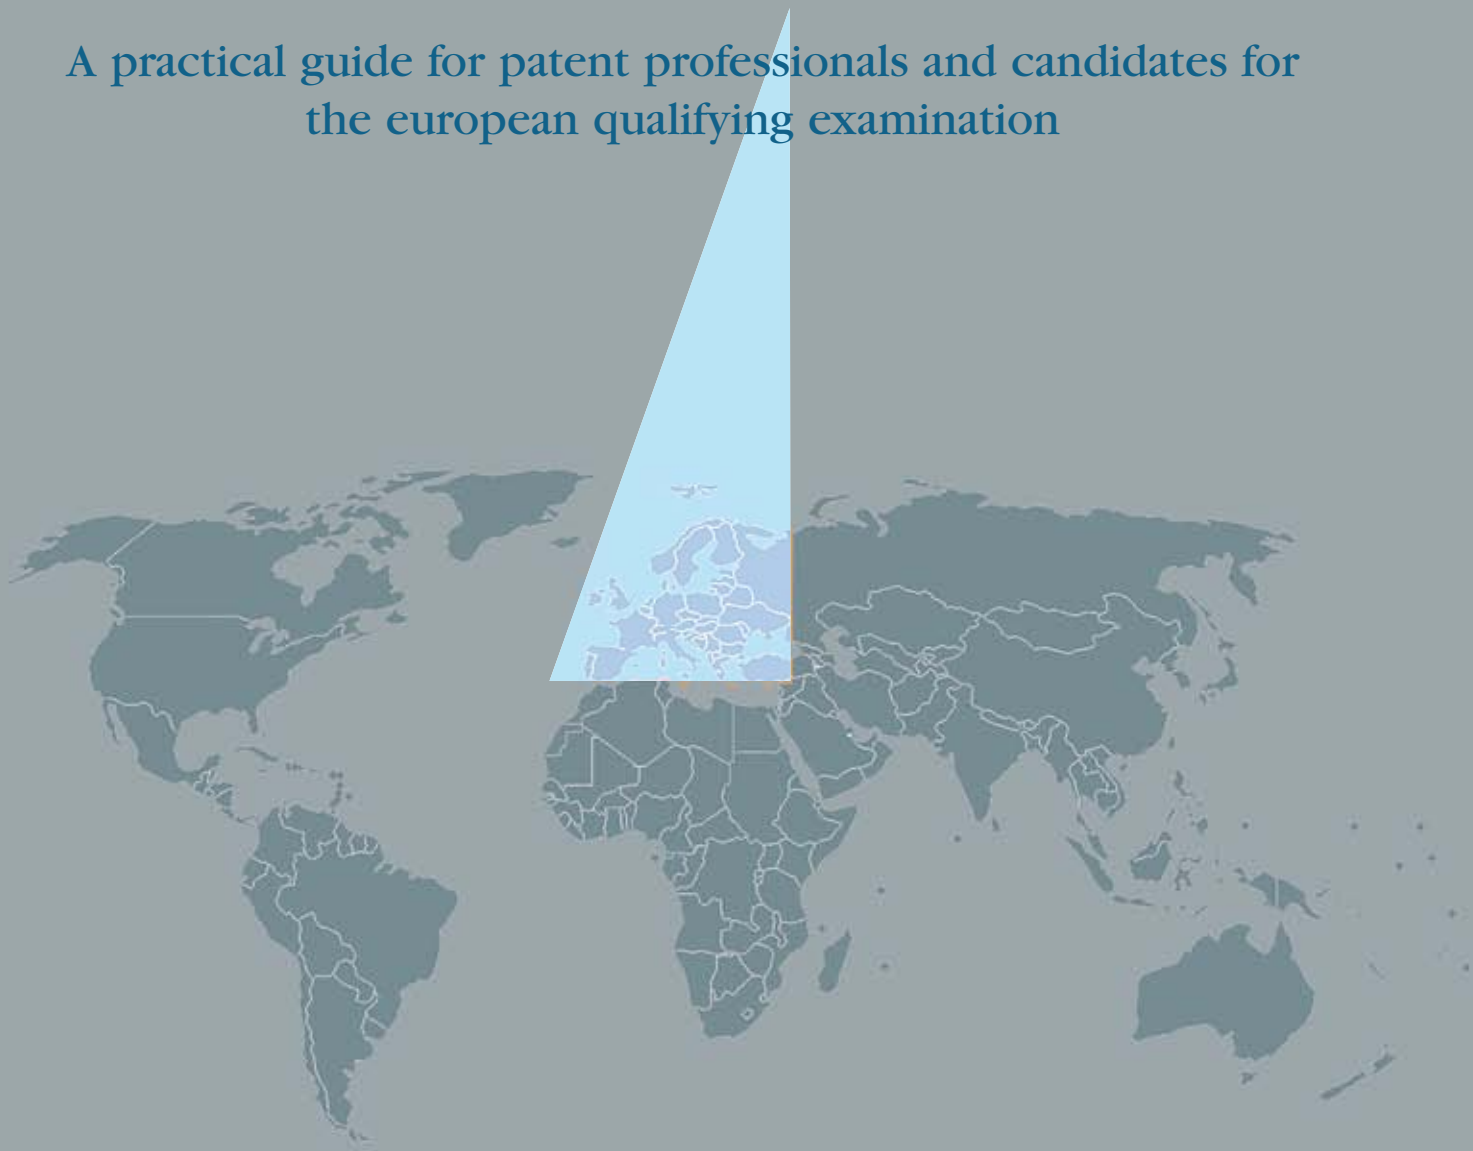 A practical guide for patent professionals and candidates for
the european qualifying examination